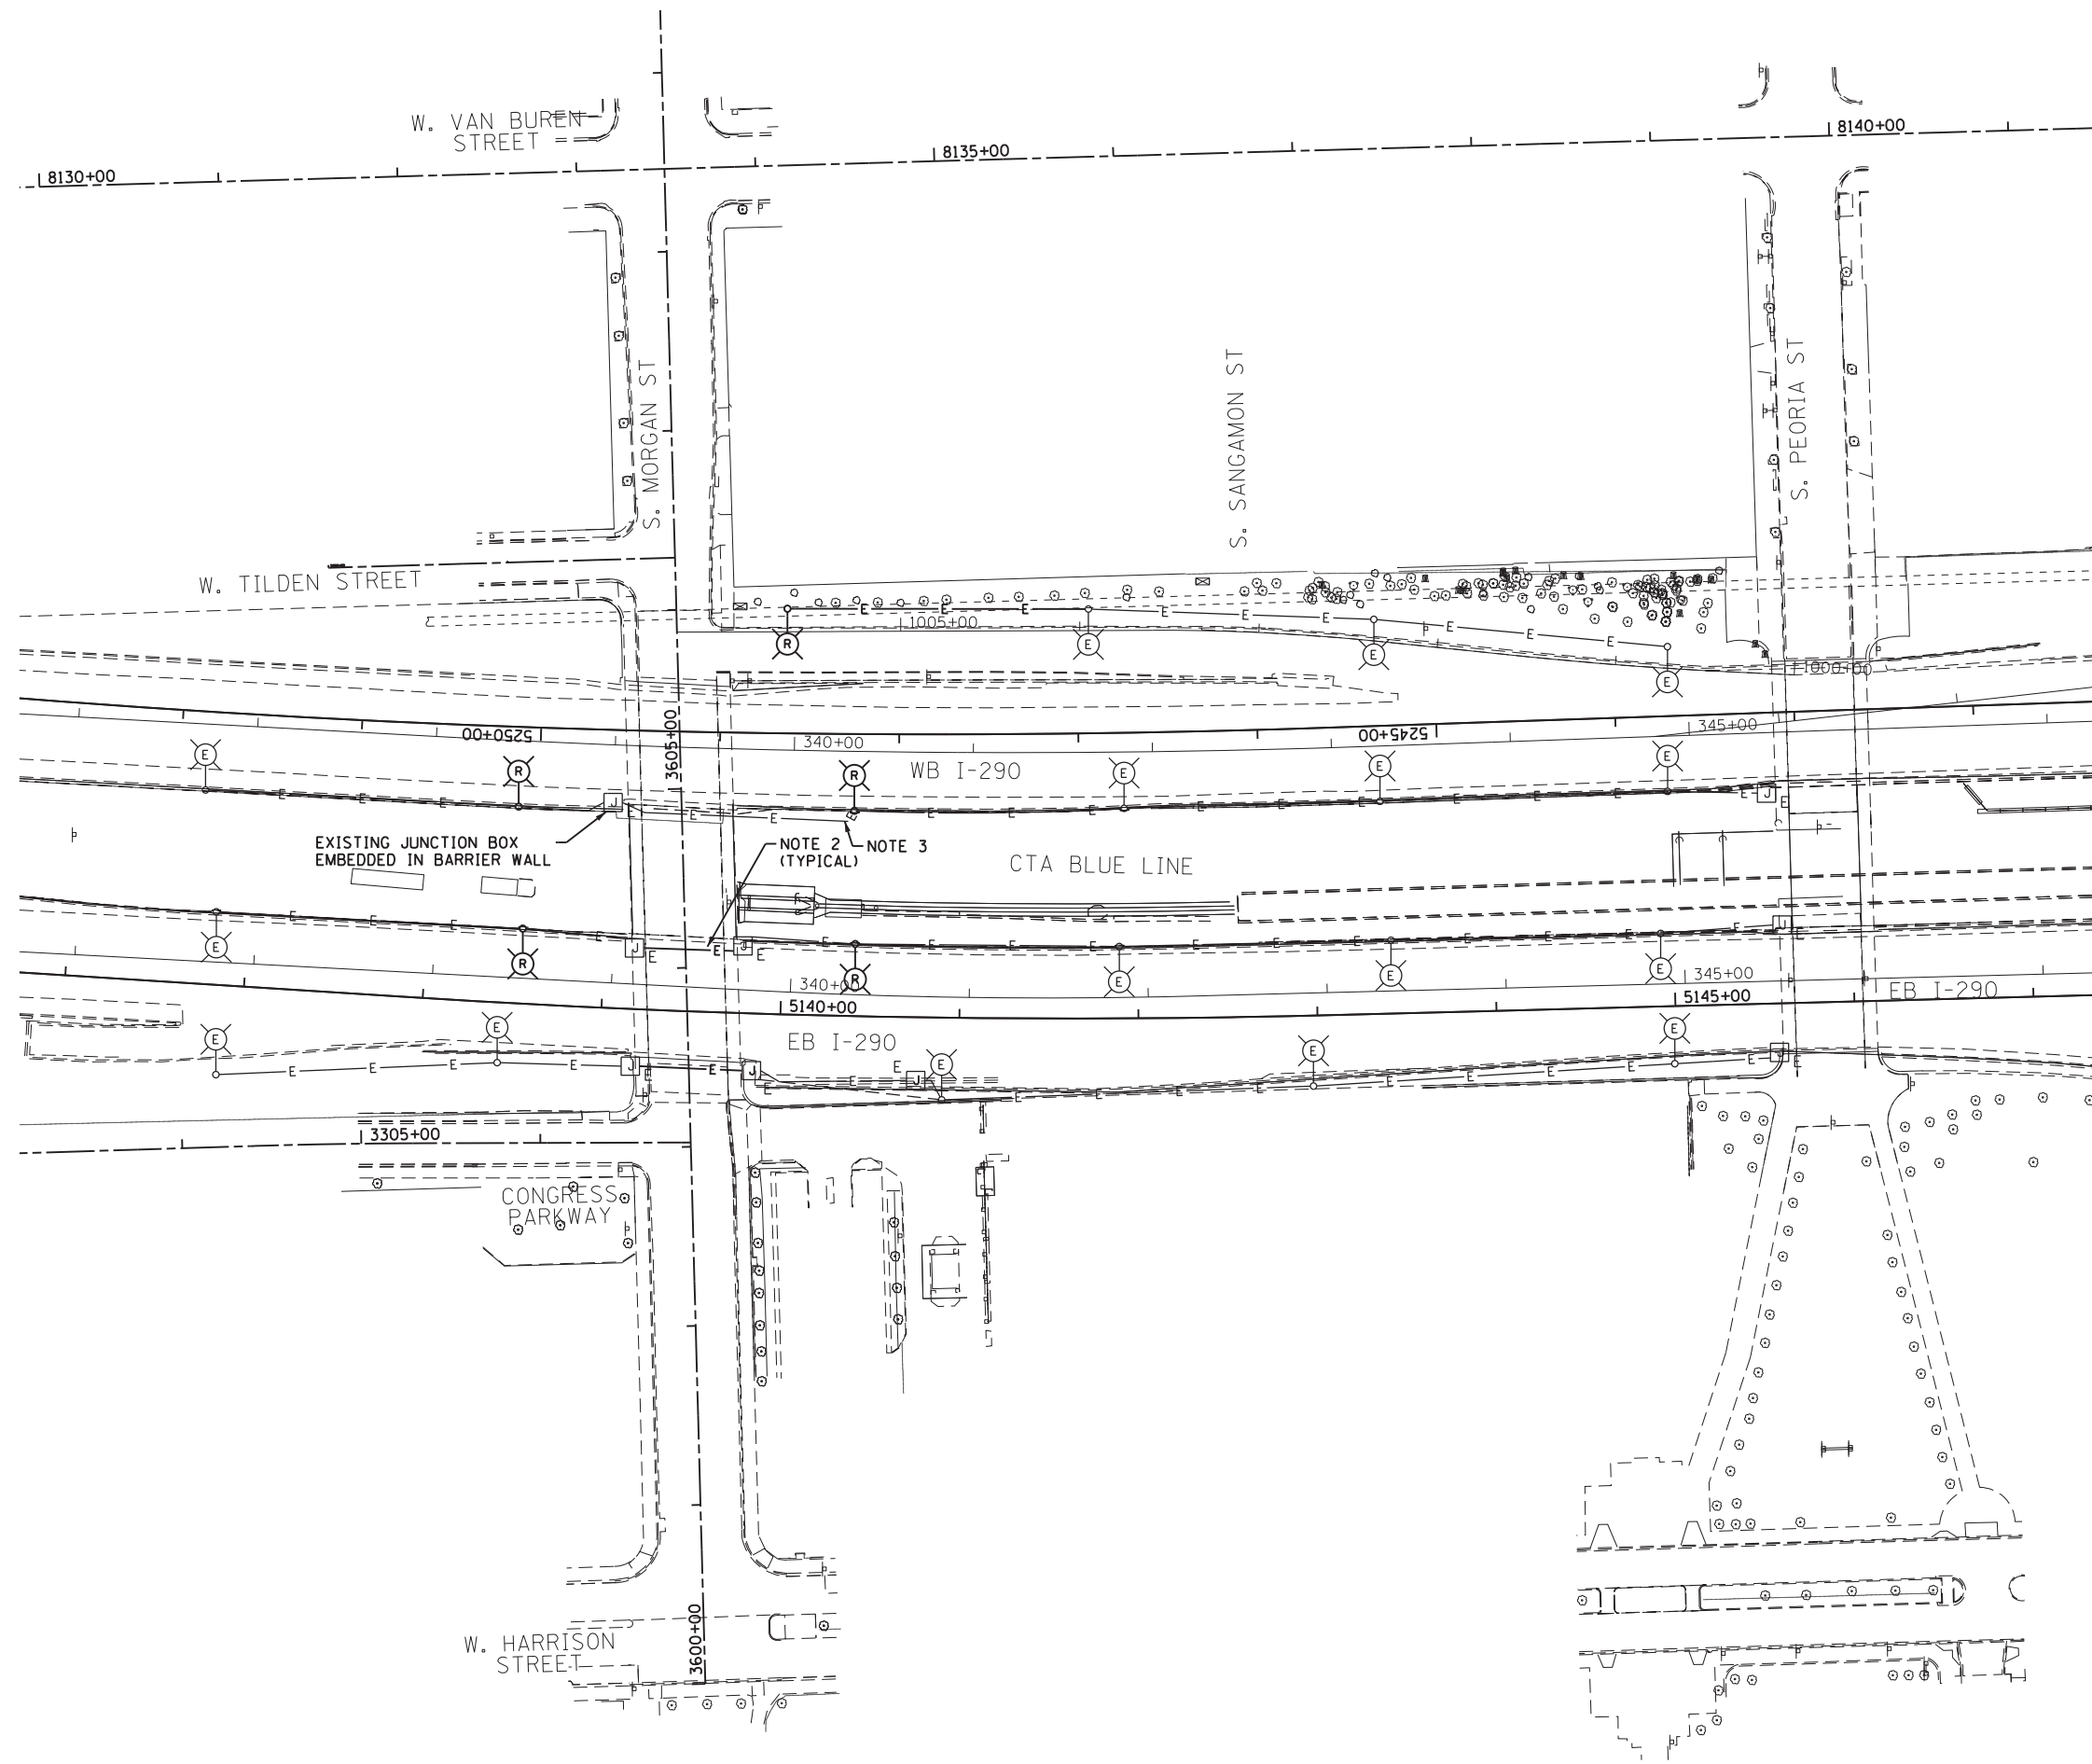 W. VAN BUREN
STREET
8130+00
8135+00
8140+00
S. MORGAN ST
S. SANGAMON ST
S. PEORIA ST
W. TILDEN STREET
1005+00
1000+00
5250+00
3605+00
340+00
5245+00
345+00
WB I-290
EXISTING JUNCTION BOX
EMBEDDED IN BARRIER WALL
NOTE 2
(TYPICAL)
NOTE 3
CTA BLUE LINE
340+00
345+00
5140+00
5145+00
EB I-290
EB I-290
3305+00
CONGRESS
PARKWAY
W. HARRISON
STREET
3600+00